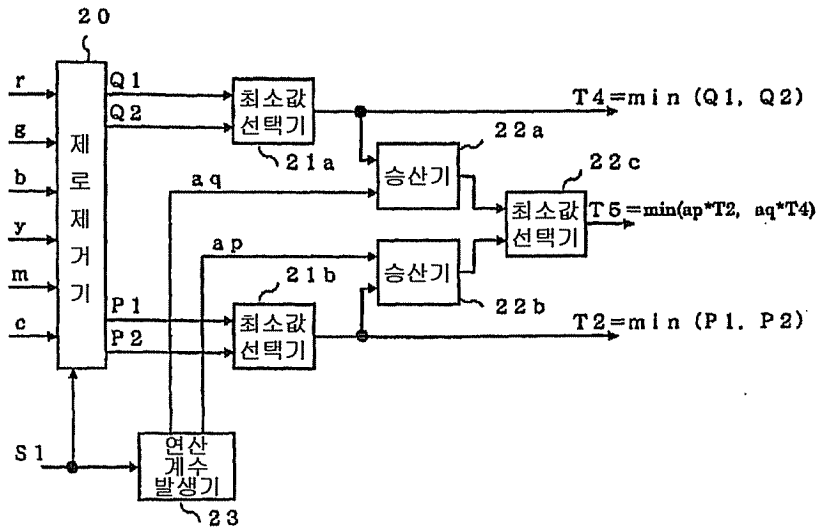 20
r
g
b
y
m
c
제로제거기
Q1
Q2
P1
P2
최소값
선택기
21a
T4=min (Q1, Q2)
22a
승산기
aq
ap
22c
최소값
선택기
T5=min(ap*T2, aq*T4)
승산기
22b
21b
최소값
선택기
T2=min (P1, P2)
S1
연산
계수
발생기
23